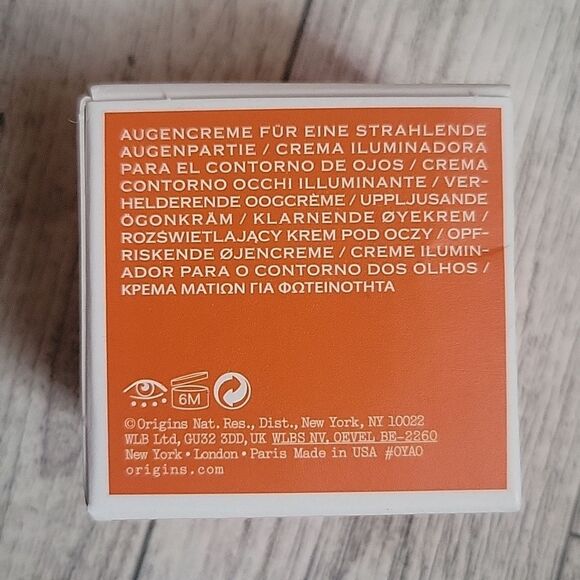 AUGENCREME FÜR EINE STRAHLENDE
AUGENPARTIE / CREMA ILUMINADORA
PARA EL CONTORNO DE OJOS / CREMA
CONTORNO OCCHI ILLUMINANTE / VER-
HELDERENDE OOGCRÈME / UPPLJUSANDE
ÖGONKRÄM / KLARNENDE ØYEKREM /
ROZŚWIETLAJĄCY KREM POD OCZY / OPF-
RISKENDE ØJENCREME / CREME ILUMIN-
ADOR PARA O CONTORNO DOS OLHOS /
ΚΡΕΜΑ ΜΑΤΙΩΝ ΓΙΑ ΦΩΤΕΙΝΟΤΗΤΑ
6M
© Origins Nat. Res., Dist., New York, NY 10022
WLB Ltd, GU32 3DD, UK WLBS NV, OEVEL BE-2260
New York • London • Paris Made in USA #0YA0
origins.com